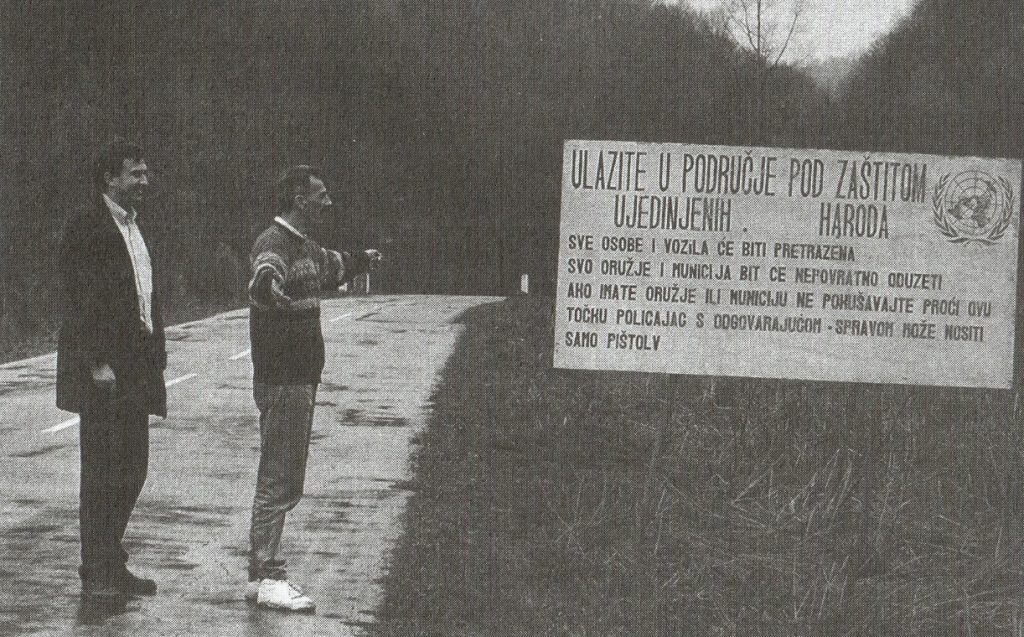 ULAZITE U PODRUČJE POD ZAŠTITOM
UJEDINJENIH . HARODA
SVE OSOBE I VOZILA ĆE BITI PRETRAZENA
SVO ORUŽJE I MUNICIJA BIT ĆE NEPOVRATNO ODUZETI
AKO IMATE ORUŽJE ILI MUNICIJU NE POKUŠAVAJTE PROĆI OVU
TOČKU POLICAJAC S ODGOVARAJUĆOM - SPRAVOM MOŽE NOSITI
SAMO PIŠTOLV